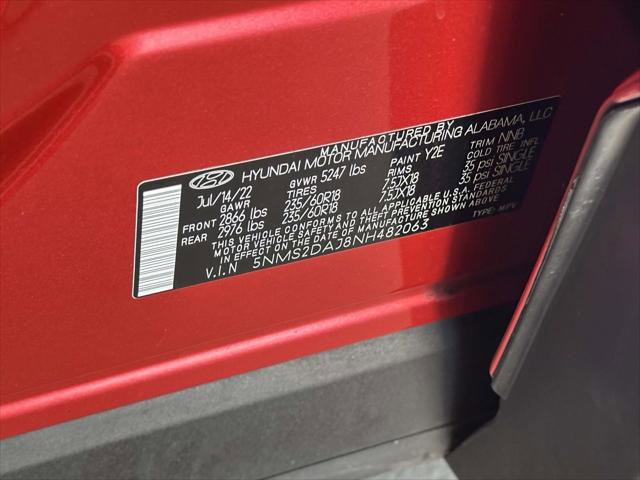 MANUFACTURED BY
HYUNDAI MOTOR MANUFACTURING ALABAMA, LLC
Jul/14/22 GVWR 5247 lbs PAINT Y2E TRIM NNB
GAWR TIRES RIMS COLD TIRE INFL.
FRONT 2866 lbs 235/60R18 7.5JX18 35 psi SINGLE
REAR 2976 lbs 235/60R18 7.5JX18 35 psi SINGLE
THIS VEHICLE CONFORMS TO ALL APPLICABLE U.S.A. FEDERAL
MOTOR VEHICLE SAFETY AND THEFT PREVENTION STANDARDS
IN EFFECT ON THE DATE OF MANUFACTURE SHOWN ABOVE.
V.I.N 5NMS2DAJ8NH482063 TYPE: MPV